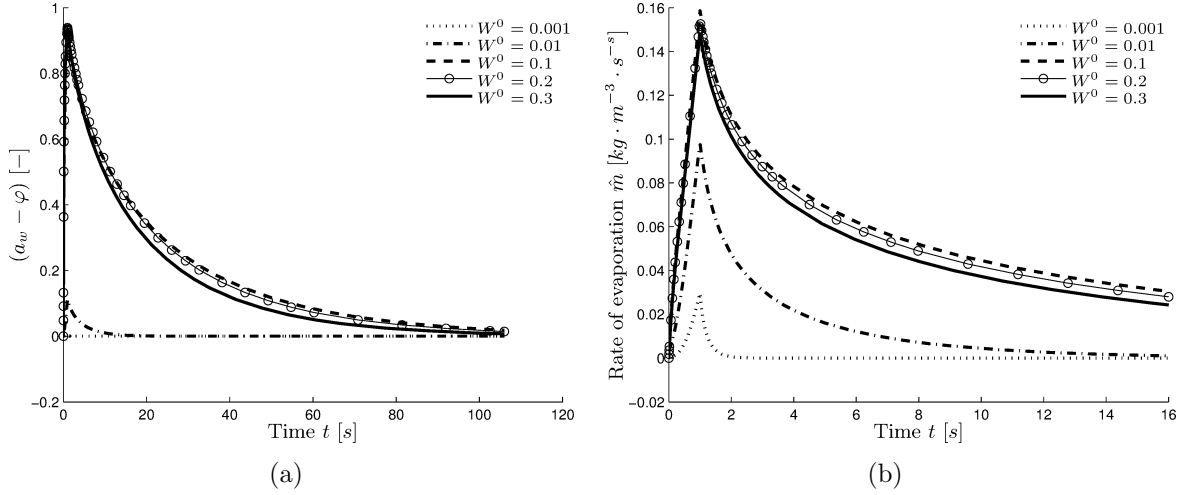 1
0.8
0.6
0.4
0.2
0
−0.2
0 20 40 60 80 100 120
(a_w − φ) [−]
Time t [s]
W⁰ = 0.001
W⁰ = 0.01
W⁰ = 0.1
W⁰ = 0.2
W⁰ = 0.3
(a)
0.16
0.14
0.12
0.1
0.08
0.06
0.04
0.02
0
−0.02
0 2 4 6 8 10 12 14 16
Rate of evaporation m̂ [kg · m⁻³ · s⁻ˢ]
Time t [s]
W⁰ = 0.001
W⁰ = 0.01
W⁰ = 0.1
W⁰ = 0.2
W⁰ = 0.3
(b)